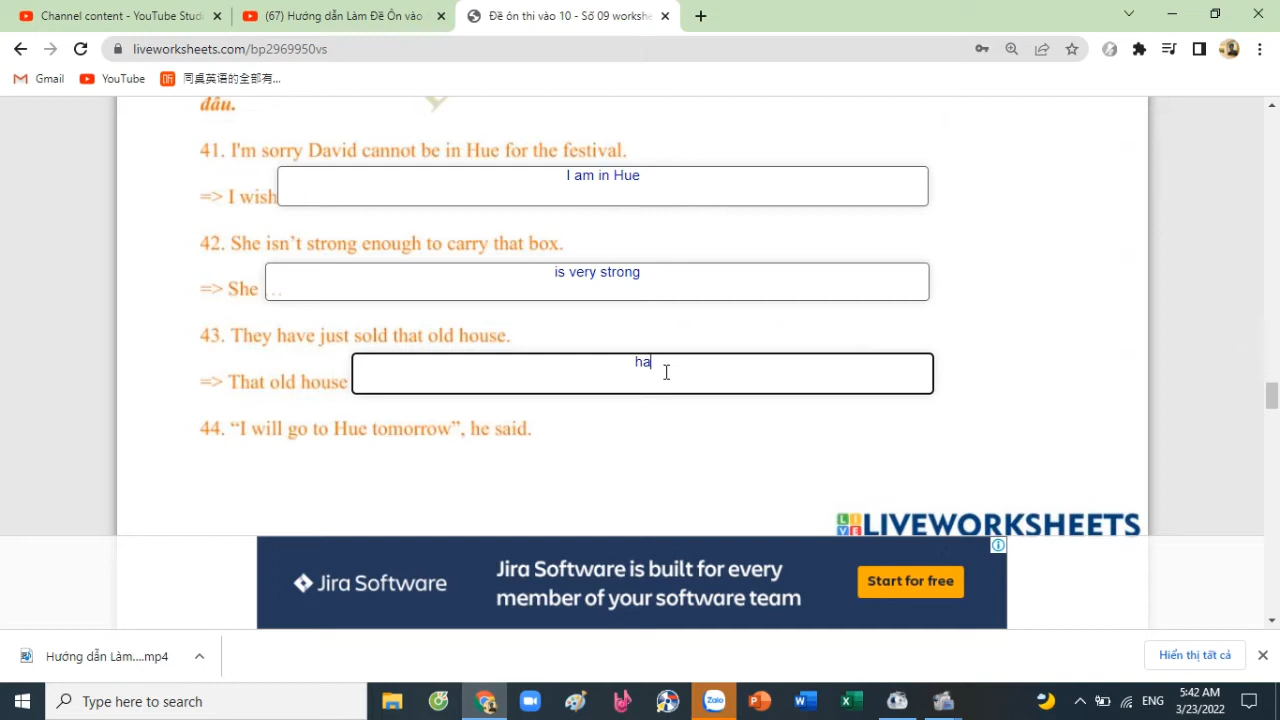 Channel content - YouTube Stud
(67) Hướng dẫn Làm Đề Ôn vào
Đề ôn thi vào 10 - Số 09 workshe
liveworksheets.com/bp2969950vs
Gmail
YouTube
同桌英语的全部有...
đầu.
41. I'm sorry David cannot be in Hue for the festival.
I am in Hue
=> I wish
42. She isn't strong enough to carry that box.
is very strong
=> She ...
43. They have just sold that old house.
ha
=> That old house
44. “I will go to Hue tomorrow”, he said.
LIVE LIVEWORKSHEETS
Jira Software
Jira Software is built for every
member of your software team
Start for free
Hướng dẫn Làm....mp4
Hiển thị tất cả
Type here to search
Zalo
ENG
5:42 AM
3/23/2022